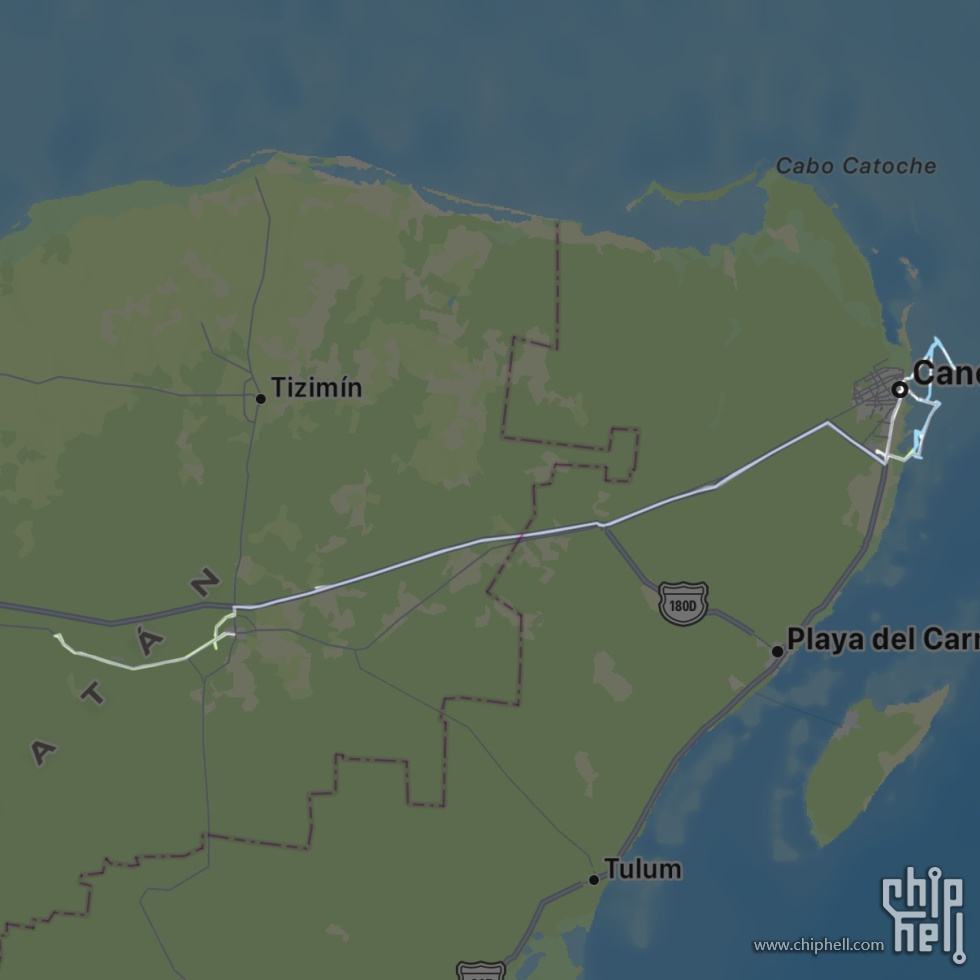 Cabo Catoche
Canc
Tizimín
N
Á
T
A
180D
Playa del Carm
Tulum
chip
hell
www.chiphell.com